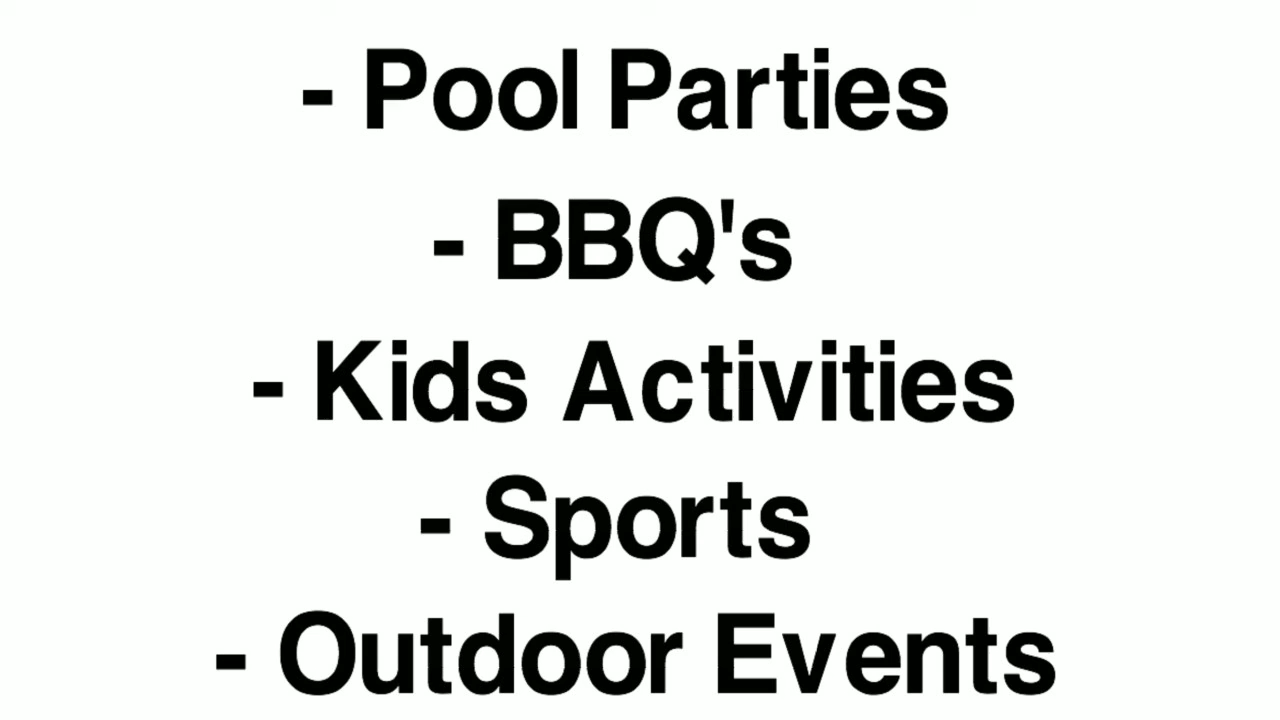 - Pool Parties
- BBQ's
- Kids Activities
- Sports
- Outdoor Events